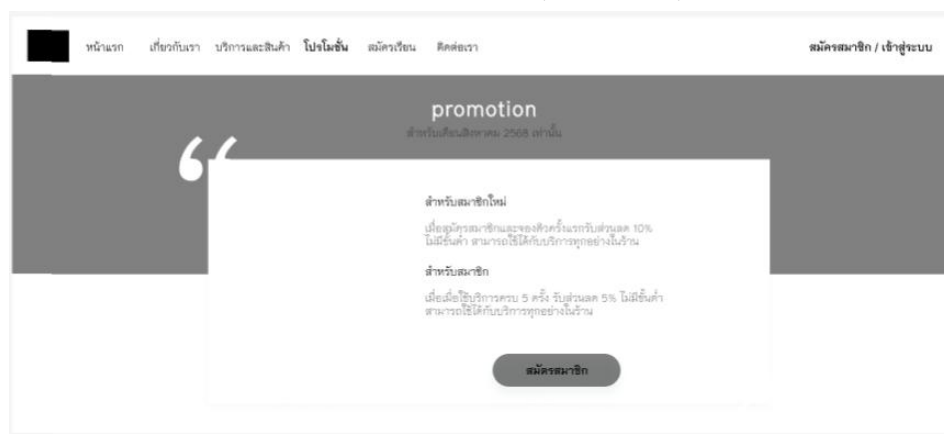 หน้าแรก เกี่ยวกับเรา บริการและสินค้า โปรโมชั่น สมัครเรียน ติดต่อเรา สมัครสมาชิก / เข้าสู่ระบบ
promotion
สำหรับเดือนสิงหาคม 2568 เท่านั้น
“
สำหรับสมาชิกใหม่
เมื่อสมัครสมาชิกและจองคิวครั้งแรกรับส่วนลด 10%
ไม่มีขั้นต่ำ สามารถใช้ได้กับบริการทุกอย่างในร้าน
สำหรับสมาชิก
เมื่อเมื่อใช้บริการครบ 5 ครั้ง รับส่วนลด 5% ไม่มีขั้นต่ำ
สามารถใช้ได้กับบริการทุกอย่างในร้าน
สมัครสมาชิก